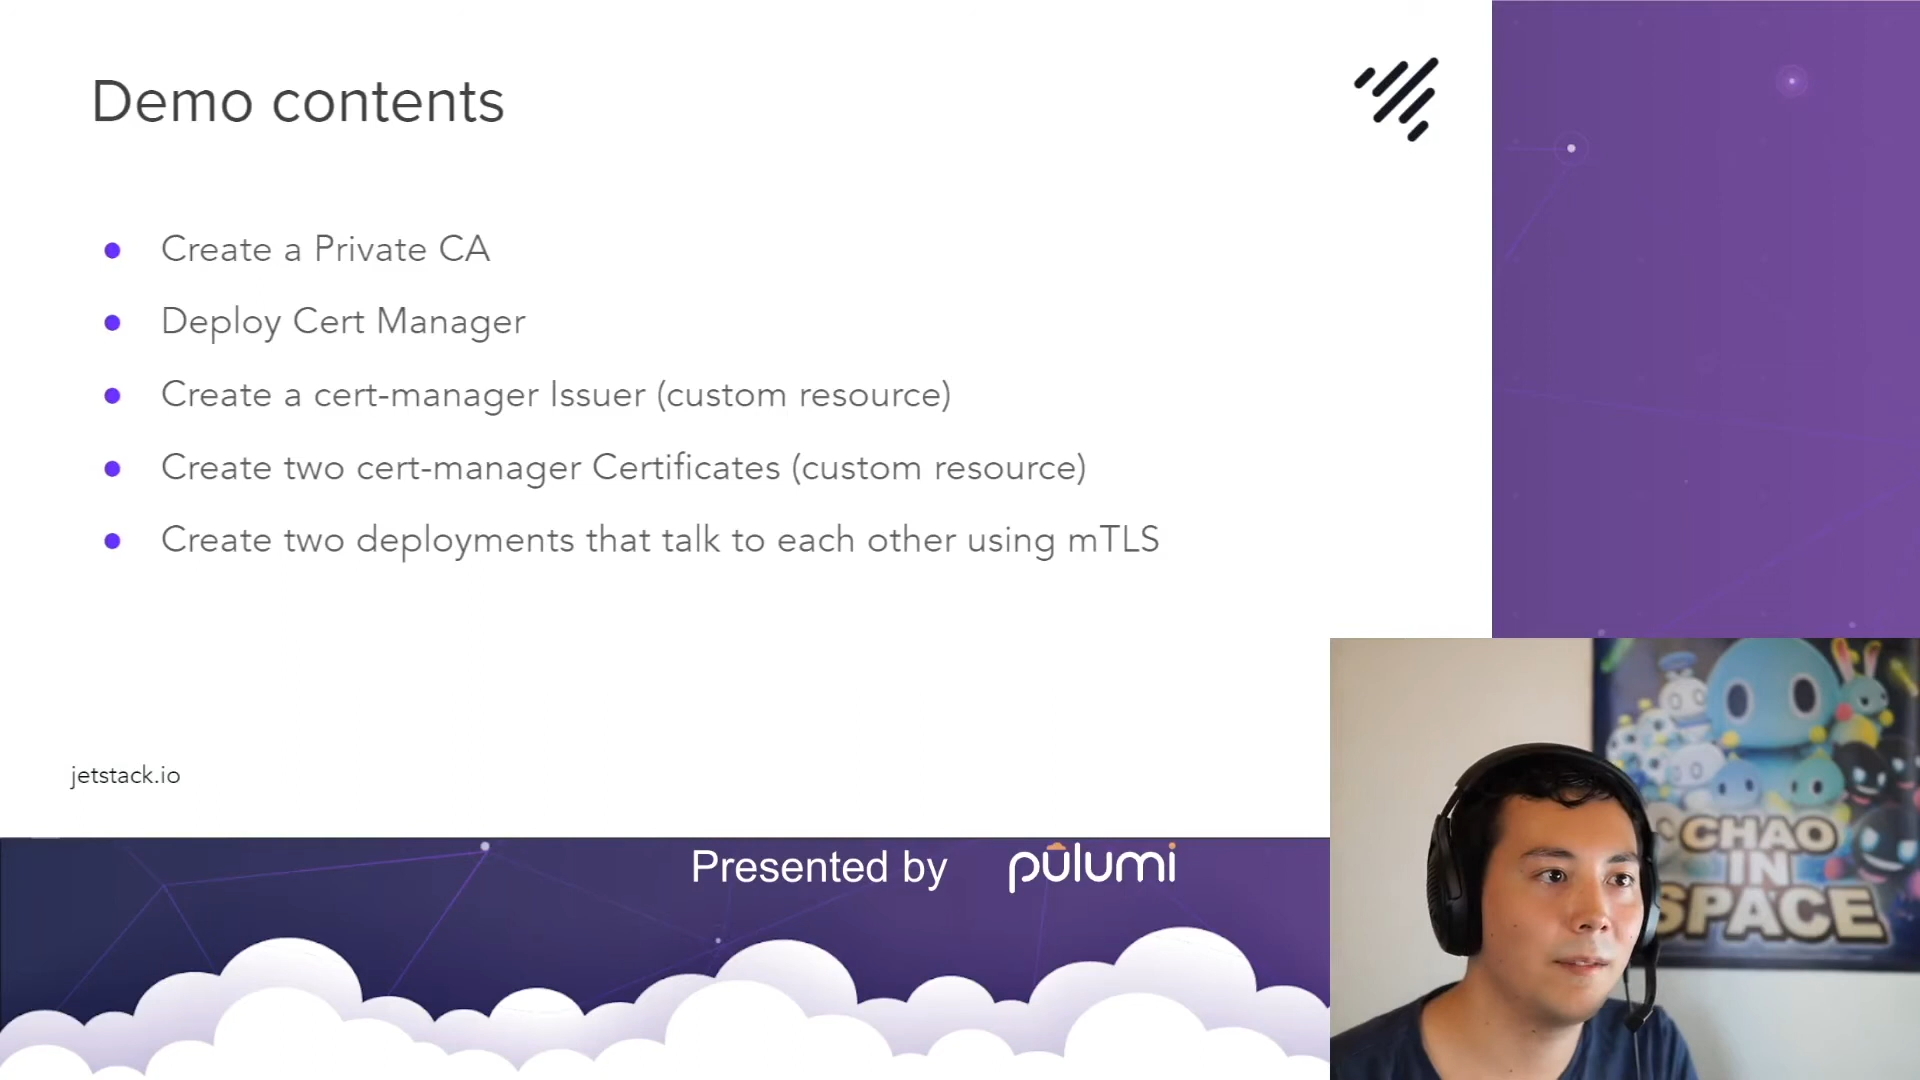 Demo contents
Create a Private CA
Deploy Cert Manager
Create a cert-manager Issuer (custom resource)
Create two cert-manager Certificates (custom resource)
Create two deployments that talk to each other using mTLS
jetstack.io
Presented by pulumi
CHAO
IN
SPACE